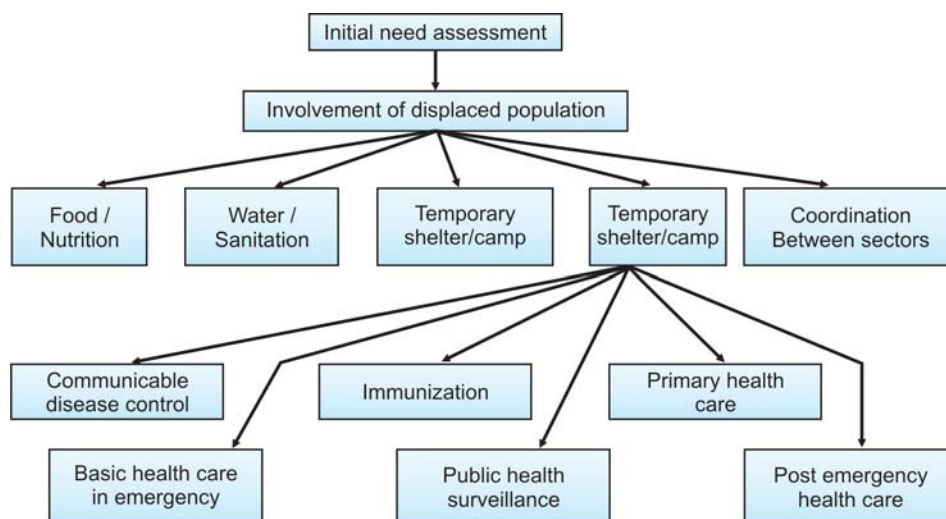 Initial need assessment
Involvement of displaced population
Food /
Nutrition
Water /
Sanitation
Temporary
shelter/camp
Temporary
shelter/camp
Coordination
Between sectors
Communicable
disease control
Immunization
Primary health
care
Basic health care
in emergency
Public health
surveillance
Post emergency
health care